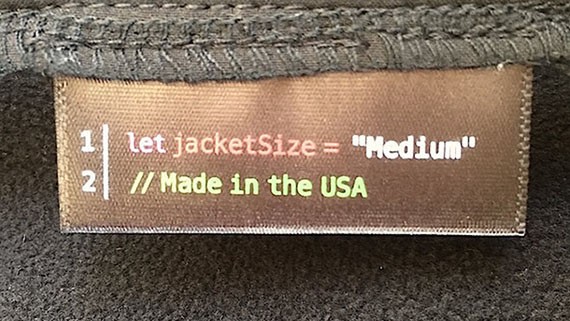 1 let jacketSize = "Medium"
2 // Made in the USA